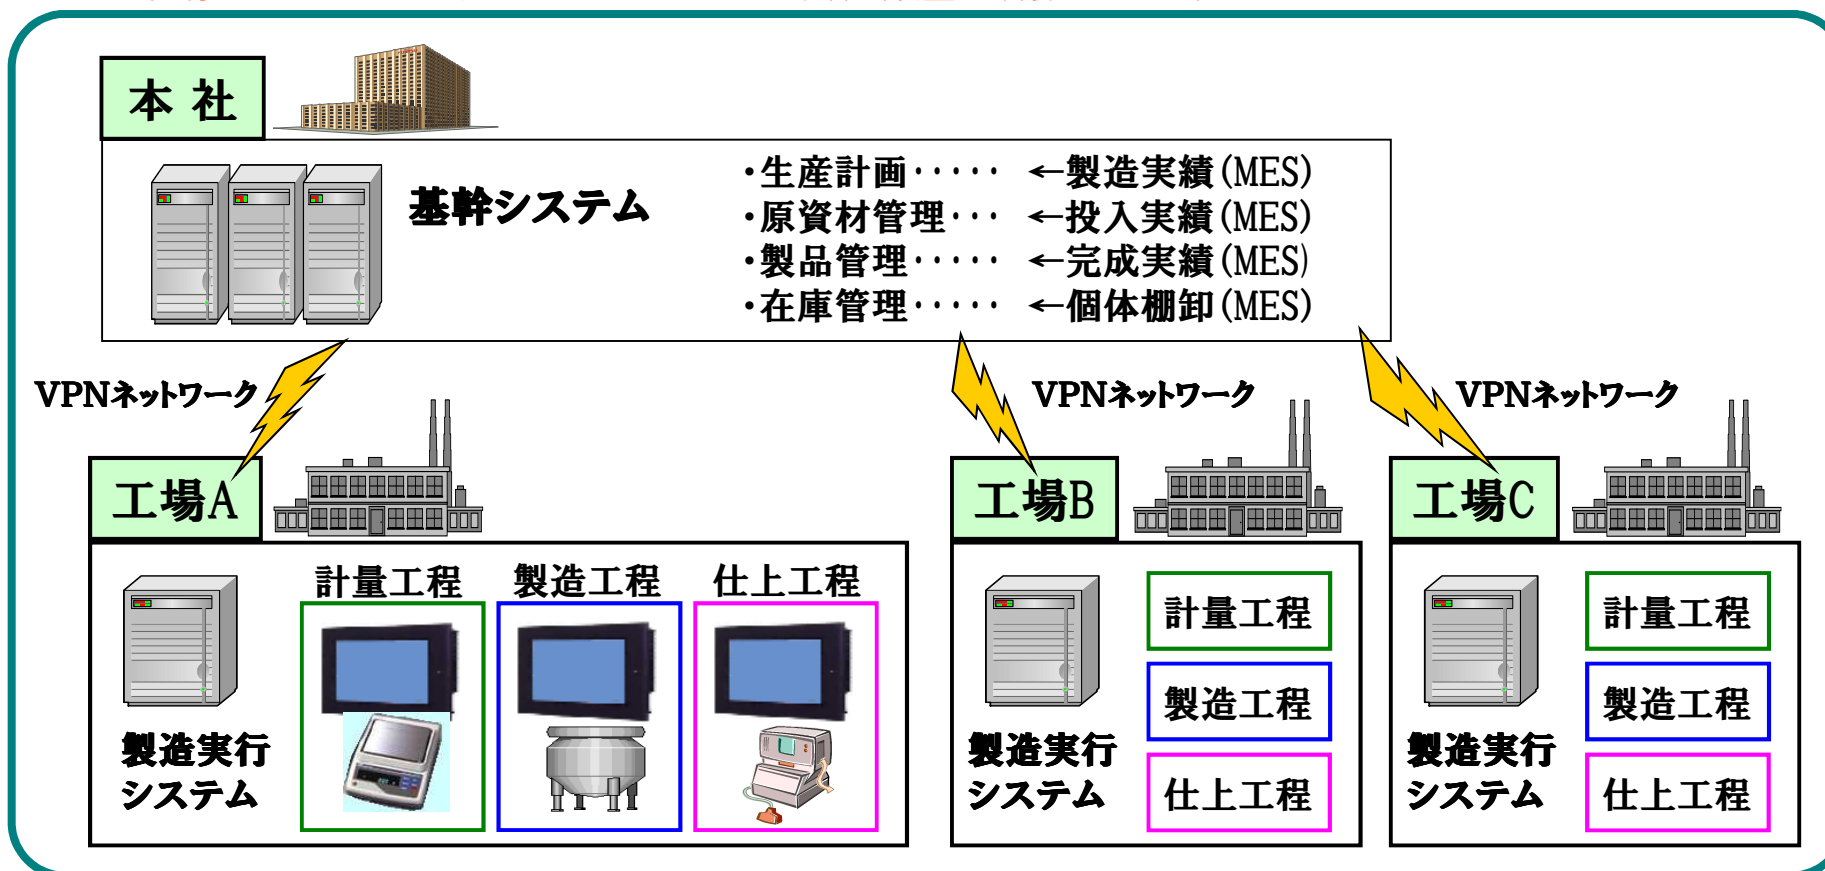 本 社
基幹システム
・生産計画・・・・・ ←製造実績(MES)
・原資材管理・・・ ←投入実績(MES)
・製品管理・・・・・ ←完成実績(MES)
・在庫管理・・・・・ ←個体棚卸(MES)
VPNネットワーク
VPNネットワーク
VPNネットワーク
工場A
計量工程
製造工程
仕上工程
製造実行
システム
工場B
計量工程
製造工程
仕上工程
製造実行
システム
工場C
計量工程
製造工程
仕上工程
製造実行
システム